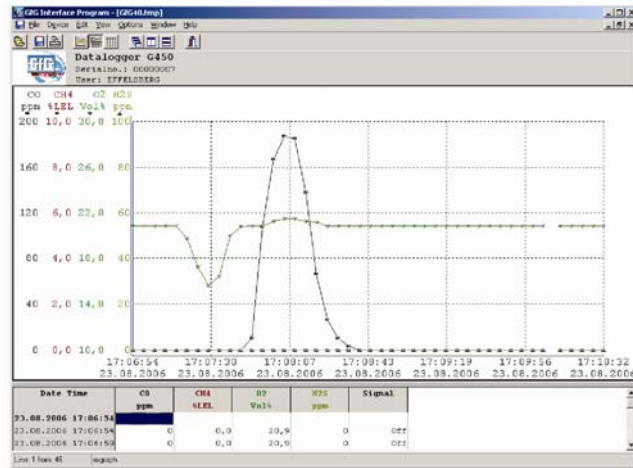 GfG Interface Program - [GfG40.tmp]
File Device Edit View Options Window Help
GfG
Datalogger G450
Serialno.: 00000007
User: EFFELSBERG
CO CH4 O2 H2S
ppm %LEL Vol% ppm
200 10,0 30,0 100
160 8,0 26,0 80
120 6,0 22,0 60
80 4,0 18,0 40
40 2,0 14,0 20
0 0,0 10,0 0
17:06:54 17:07:30 17:08:07 17:08:43 17:09:19 17:09:56 17:10:32
23.08.2006 23.08.2006 23.08.2006 23.08.2006 23.08.2006 23.08.2006 23.08.2006
Date Time CO CH4 O2 H2S Signal
ppm %LEL Vol% ppm
23.08.2006 17:06:54
23.08.2006 17:06:54 0 0,0 20,9 0 Off
23.08.2006 17:06:59 0 0,0 20,9 0 Off
Line 1 from 45